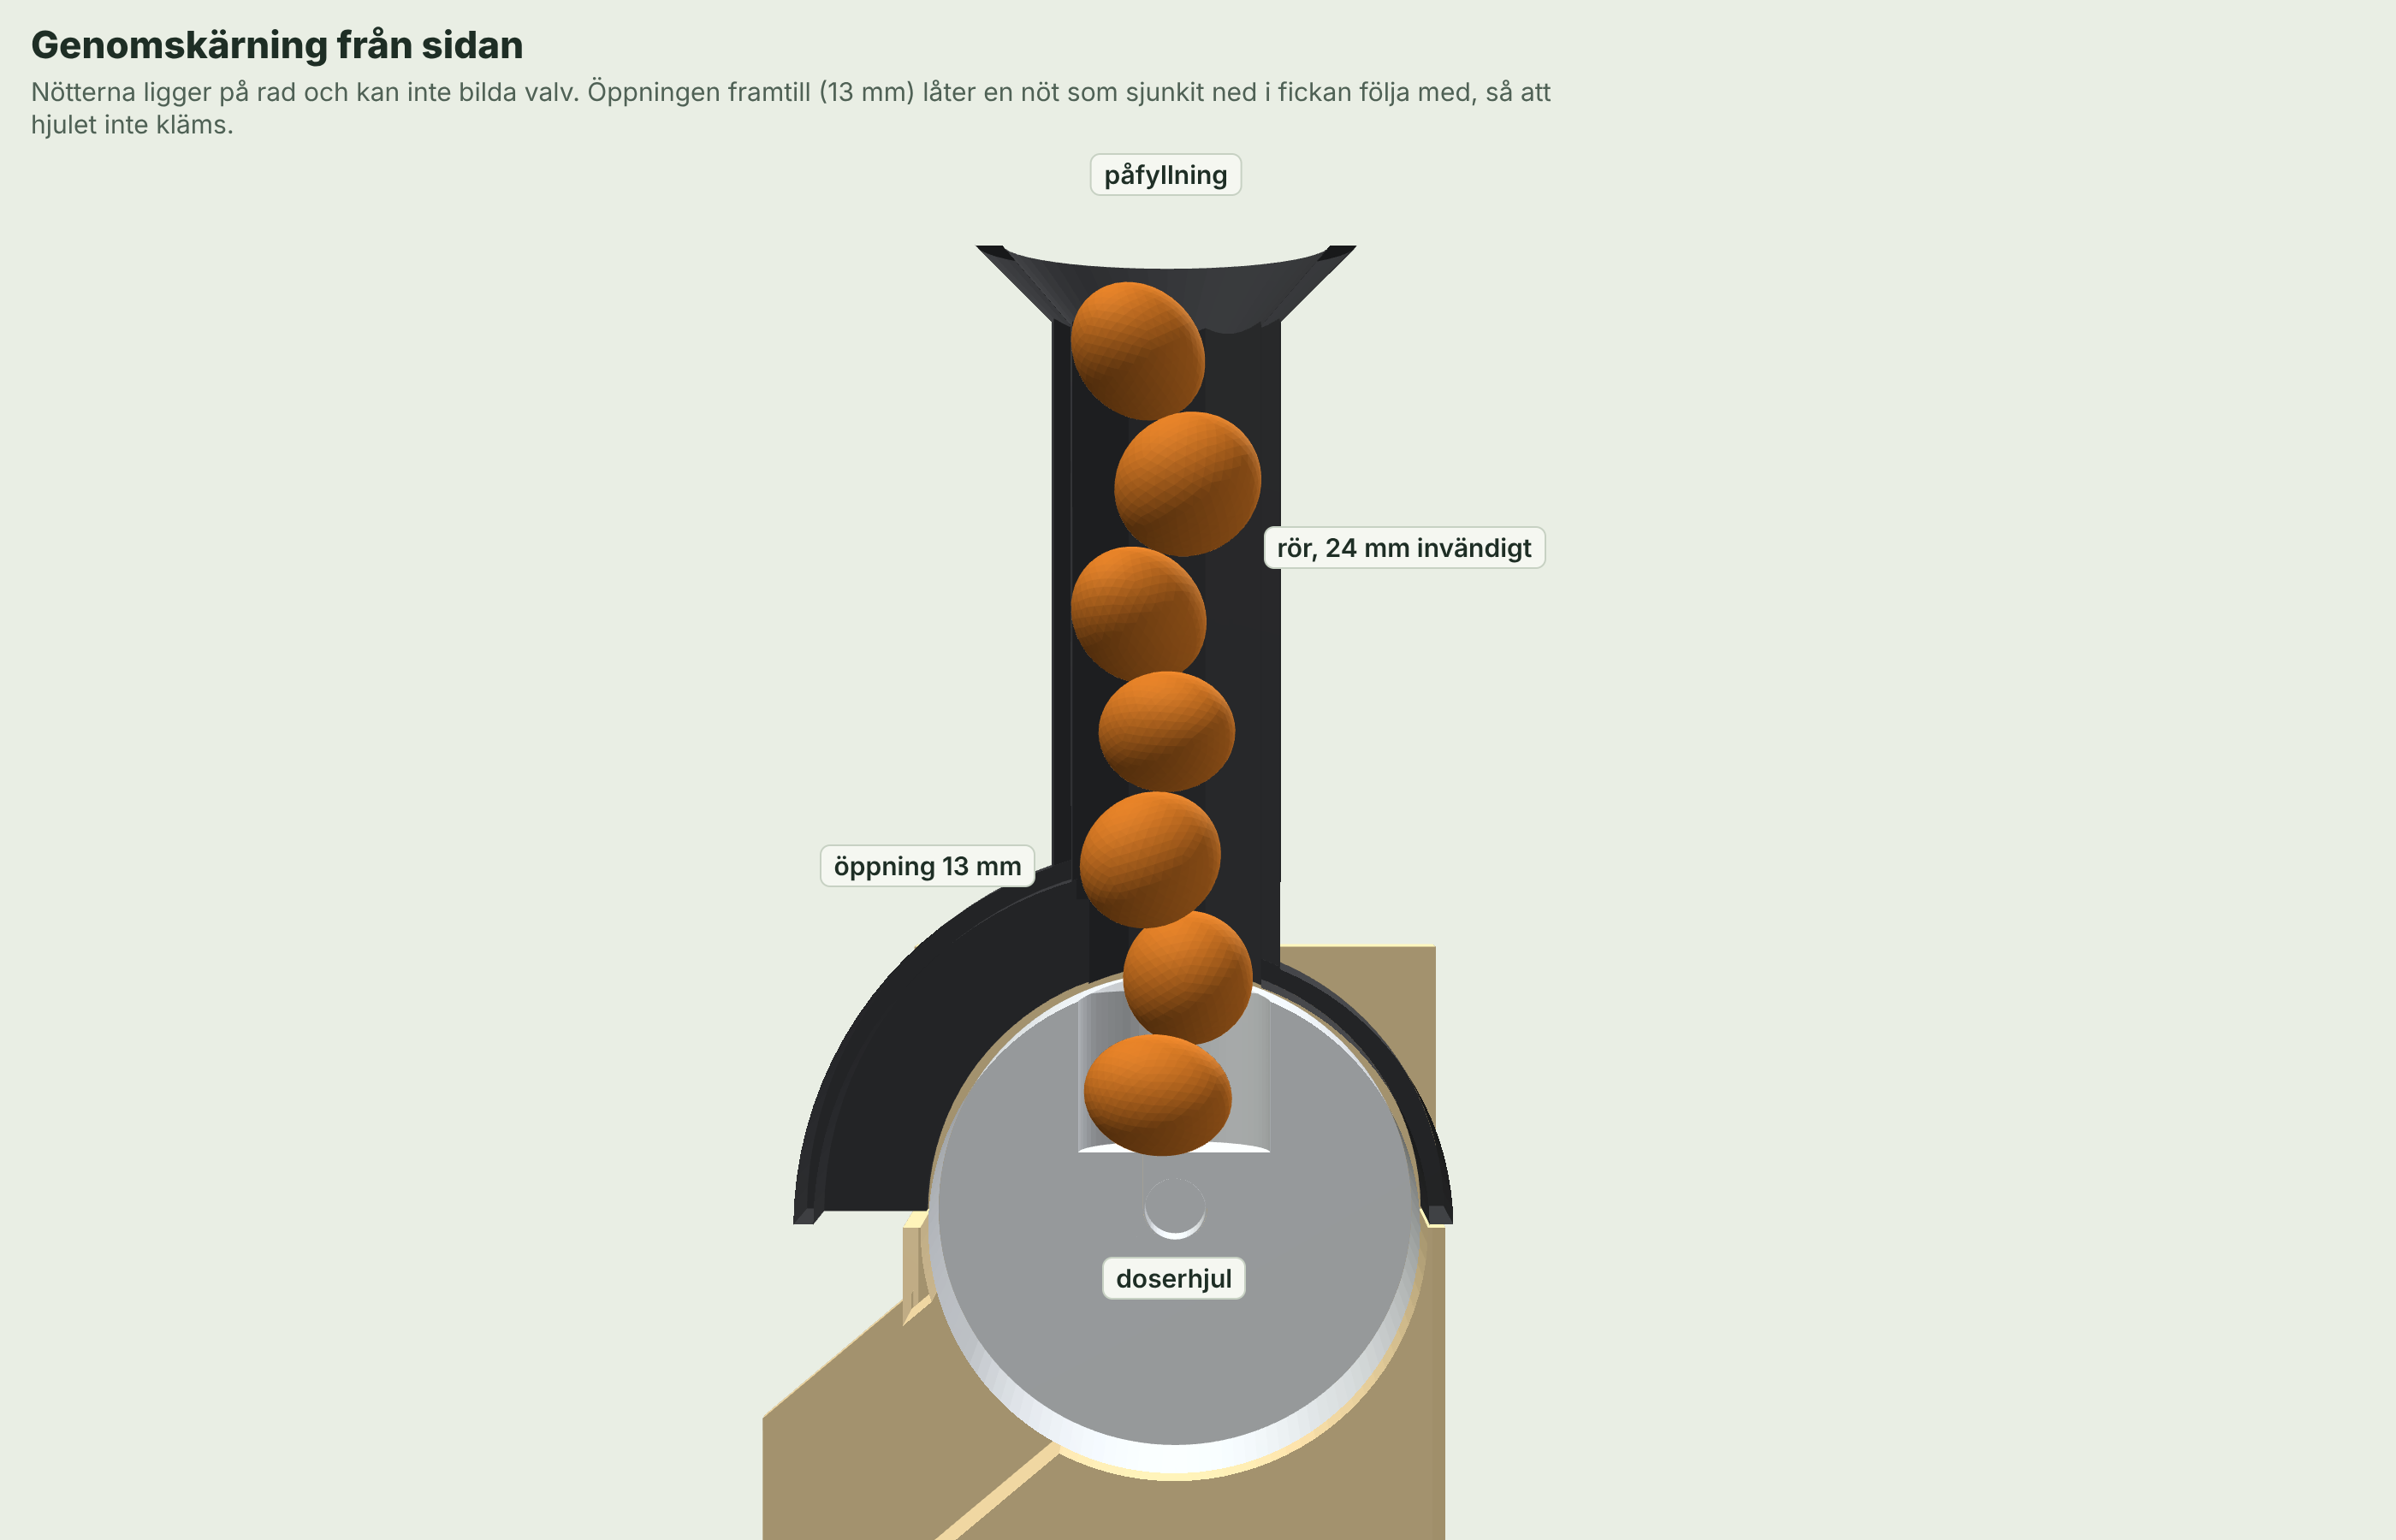 Genomskärning från sidan
Nötterna ligger på rad och kan inte bilda valv. Öppningen framtill (13 mm) låter en nöt som sjunkit ned i fickan följa med, så att
hjulet inte kläms.
påfyllning
rör, 24 mm invändigt
öppning 13 mm
doserhjul